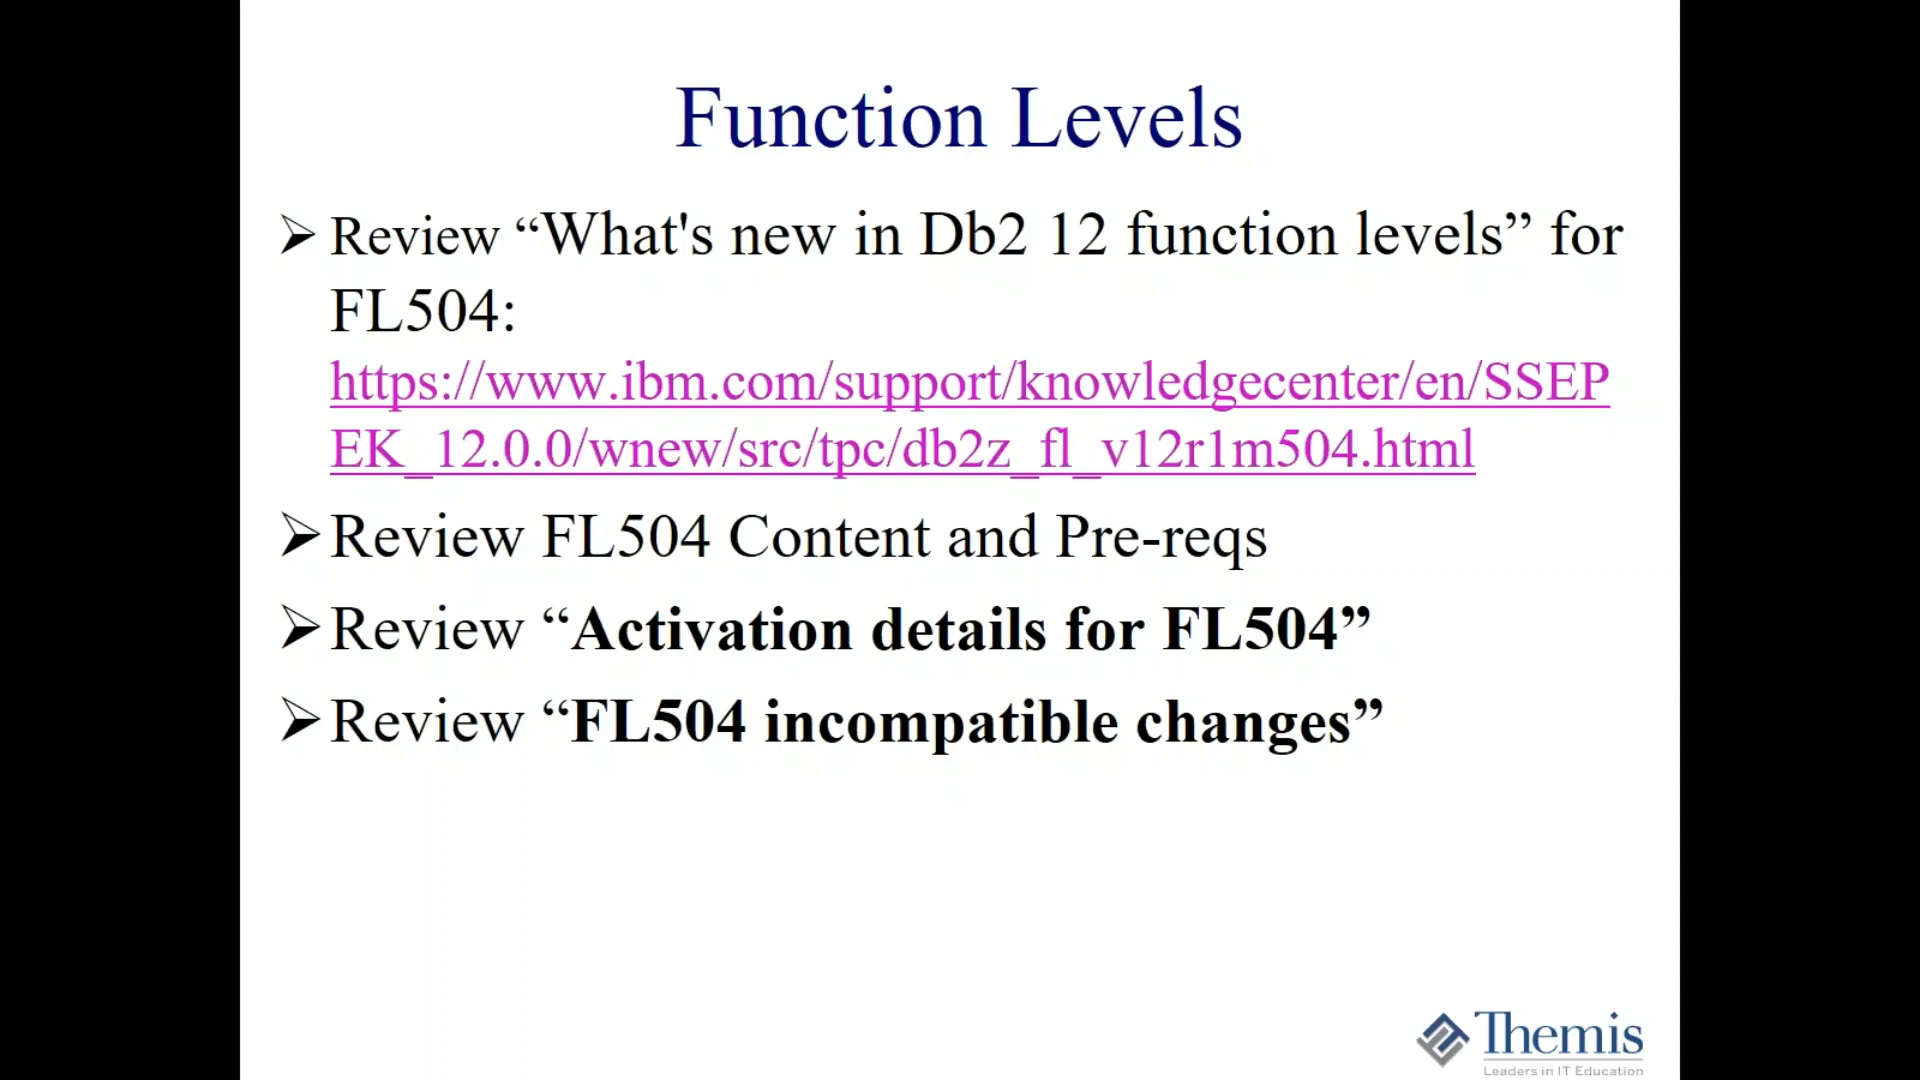 Function Levels
➢ Review “What's new in Db2 12 function levels” for
FL504:
https://www.ibm.com/support/knowledgecenter/en/SSEP
EK_12.0.0/wnew/src/tpc/db2z_fl_v12r1m504.html
➢ Review FL504 Content and Pre-reqs
➢ Review “Activation details for FL504”
➢ Review “FL504 incompatible changes”
Themis
Leaders in IT Education